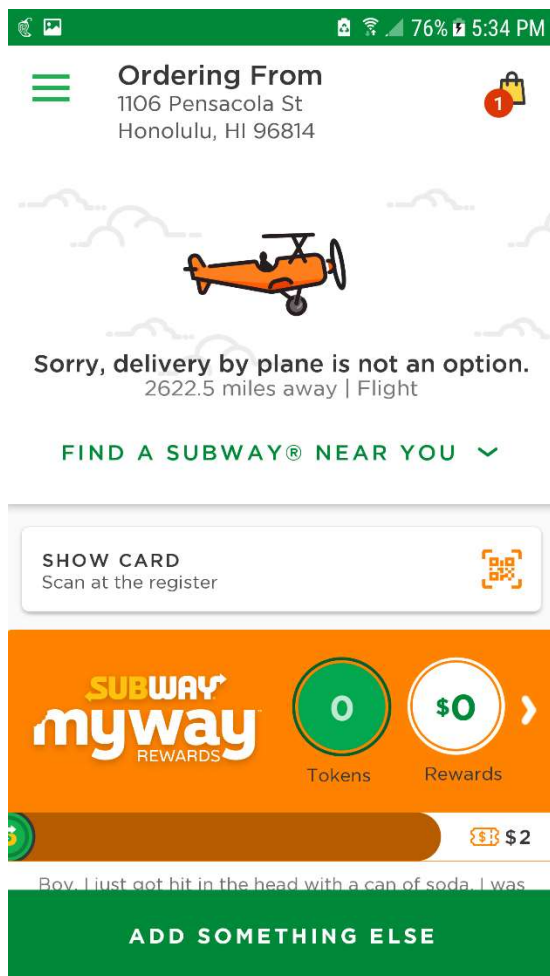 76% 5:34 PM
Ordering From
1106 Pensacola St
Honolulu, HI 96814
1
Sorry, delivery by plane is not an option.
2622.5 miles away | Flight
FIND A SUBWAY® NEAR YOU
SHOW CARD
Scan at the register
SUBWAY
myway™
REWARDS
0
$0
Tokens
Rewards
$2
Boy, I just got hit in the head with a can of soda. I was
ADD SOMETHING ELSE